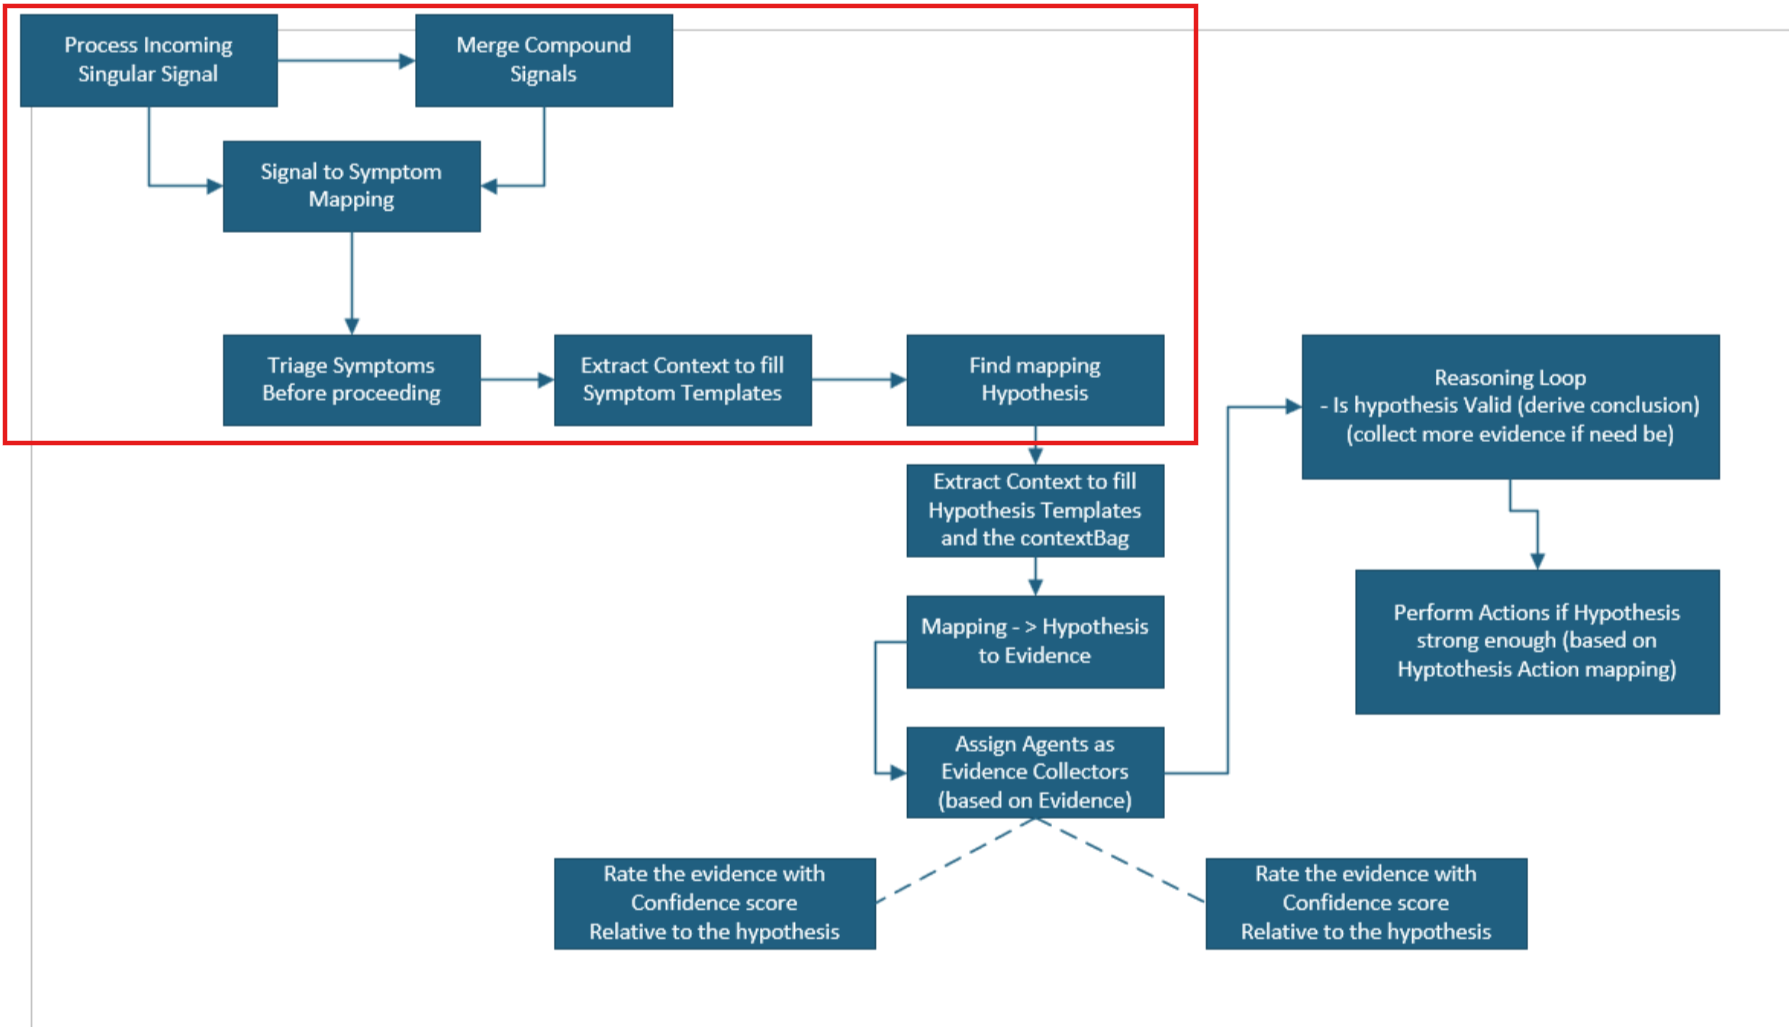 Process Incoming
Singular Signal
Merge Compound
Signals
Signal to Symptom
Mapping
Triage Symptoms
Before proceeding
Extract Context to fill
Symptom Templates
Find mapping
Hypothesis
Reasoning Loop
- Is hypothesis Valid (derive conclusion)
(collect more evidence if need be)
Extract Context to fill
Hypothesis Templates
and the contextBag
Mapping - > Hypothesis
to Evidence
Perform Actions if Hypothesis
strong enough (based on
Hyptothesis Action mapping)
Assign Agents as
Evidence Collectors
(based on Evidence)
Rate the evidence with
Confidence score
Relative to the hypothesis
Rate the evidence with
Confidence score
Relative to the hypothesis